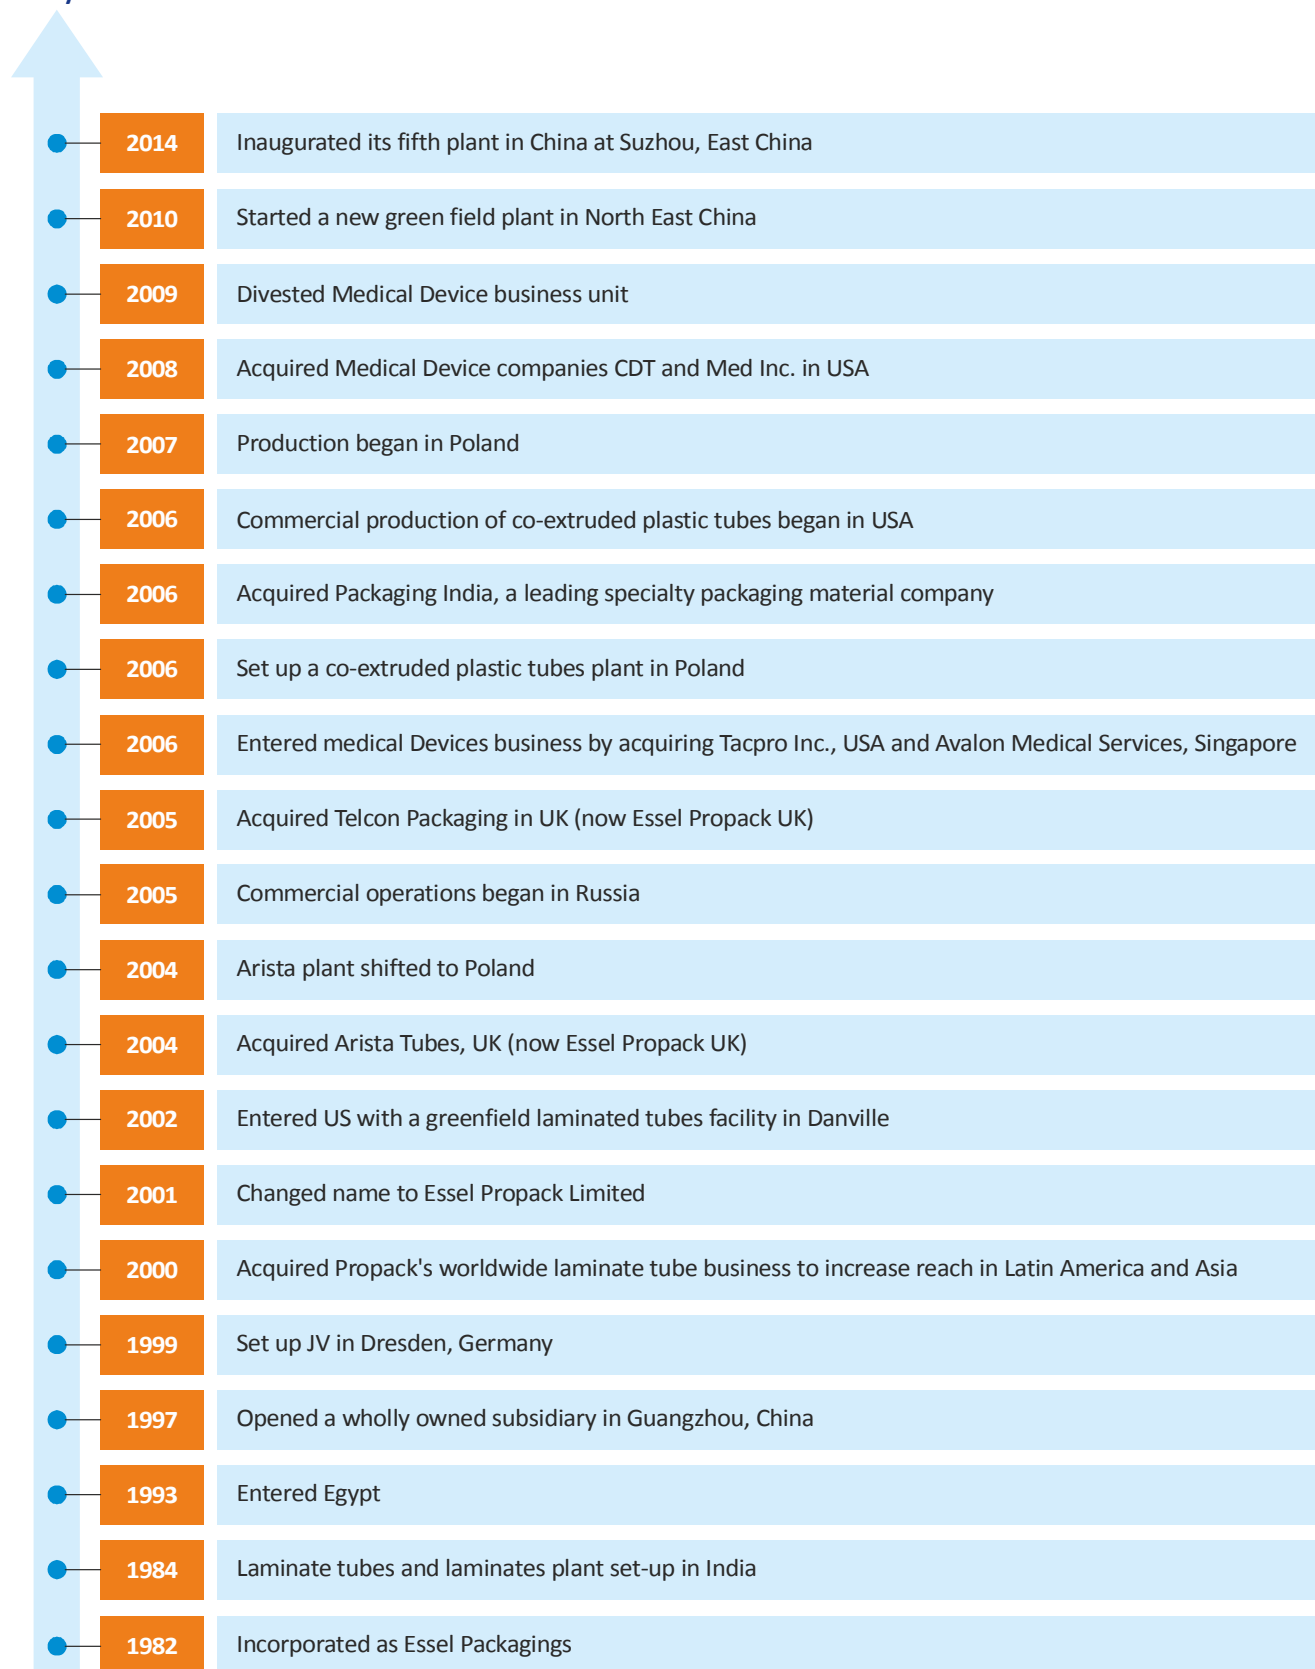 2014
Inaugurated its fifth plant in China at Suzhou, East China
2010
Started a new green field plant in North East China
2009
Divested Medical Device business unit
2008
Acquired Medical Device companies CDT and Med Inc. in USA
2007
Production began in Poland
2006
Commercial production of co-extruded plastic tubes began in USA
2006
Acquired Packaging India, a leading specialty packaging material company
2006
Set up a co-extruded plastic tubes plant in Poland
2006
Entered medical Devices business by acquiring Tacpro Inc., USA and Avalon Medical Services, Singapore
2005
Acquired Telcon Packaging in UK (now Essel Propack UK)
2005
Commercial operations began in Russia
2004
Arista plant shifted to Poland
2004
Acquired Arista Tubes, UK (now Essel Propack UK)
2002
Entered US with a greenfield laminated tubes facility in Danville
2001
Changed name to Essel Propack Limited
2000
Acquired Propack's worldwide laminate tube business to increase reach in Latin America and Asia
1999
Set up JV in Dresden, Germany
1997
Opened a wholly owned subsidiary in Guangzhou, China
1993
Entered Egypt
1984
Laminate tubes and laminates plant set-up in India
1982
Incorporated as Essel Packagings